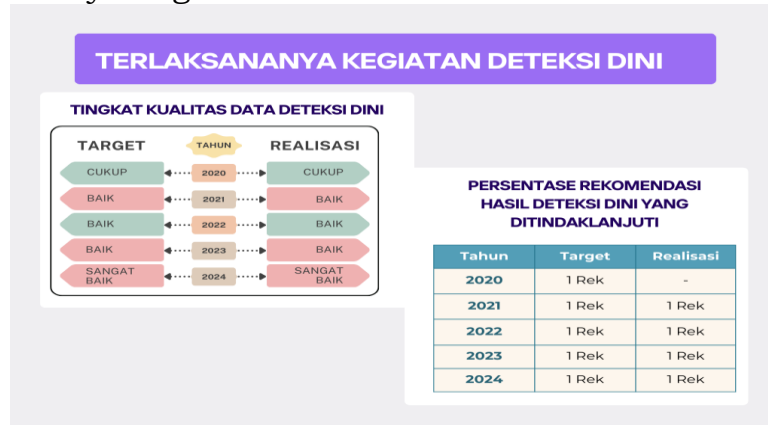 TERLAKSANANYA KEGIATAN DETEKSI DINI
TINGKAT KUALITAS DATA DETEKSI DINI
TARGET TAHUN REALISASI
CUKUP 2020 CUKUP
BAIK 2021 BAIK
BAIK 2022 BAIK
BAIK 2023 BAIK
SANGAT BAIK 2024 SANGAT BAIK
PERSENTASE REKOMENDASI
HASIL DETEKSI DINI YANG
DITINDAKLANJUTI
Tahun Target Realisasi
2020 1 Rek -
2021 1 Rek 1 Rek
2022 1 Rek 1 Rek
2023 1 Rek 1 Rek
2024 1 Rek 1 Rek